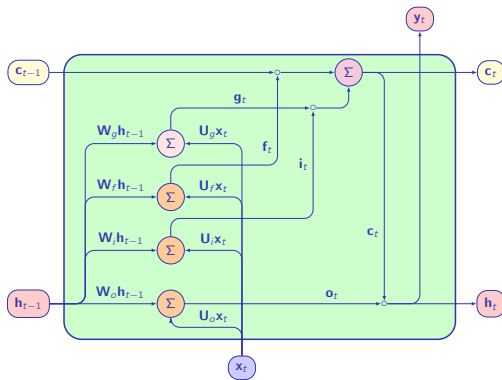 y_t
c_{t−1}
Σ
c_t
g_t
W_g h_{t−1}
U_g x_t
Σ
f_t
i_t
W_f h_{t−1}
U_f x_t
Σ
c_t
W_i h_{t−1}
U_i x_t
Σ
W_o h_{t−1}
o_t
h_{t−1}
Σ
h_t
U_o x_t
x_t